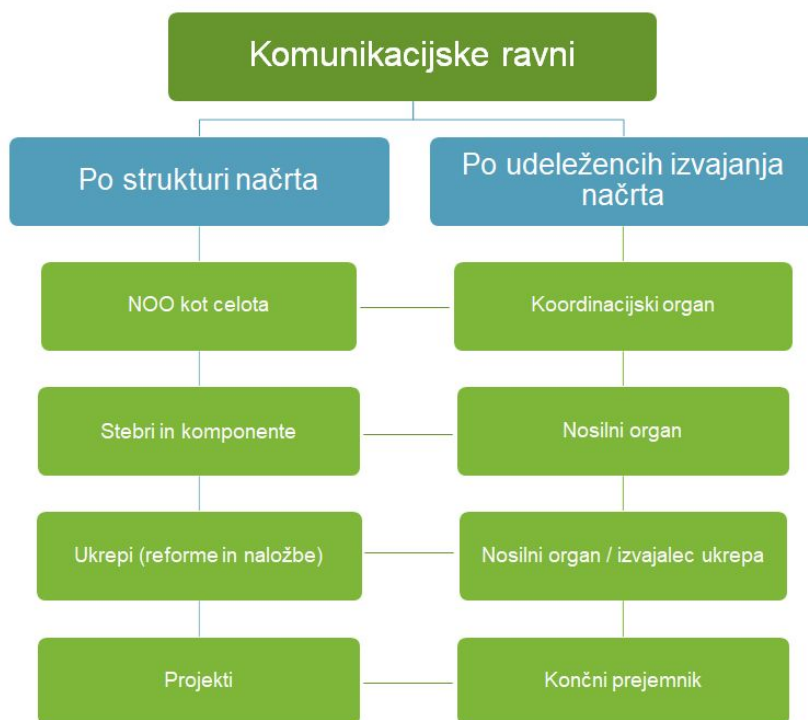 Komunikacijske ravni
Po strukturi načrta
Po udeležencih izvajanja
načrta
NOO kot celota
Koordinacijski organ
Stebri in komponente
Nosilni organ
Ukrepi (reforme in naložbe)
Nosilni organ / izvajalec ukrepa
Projekti
Končni prejemnik